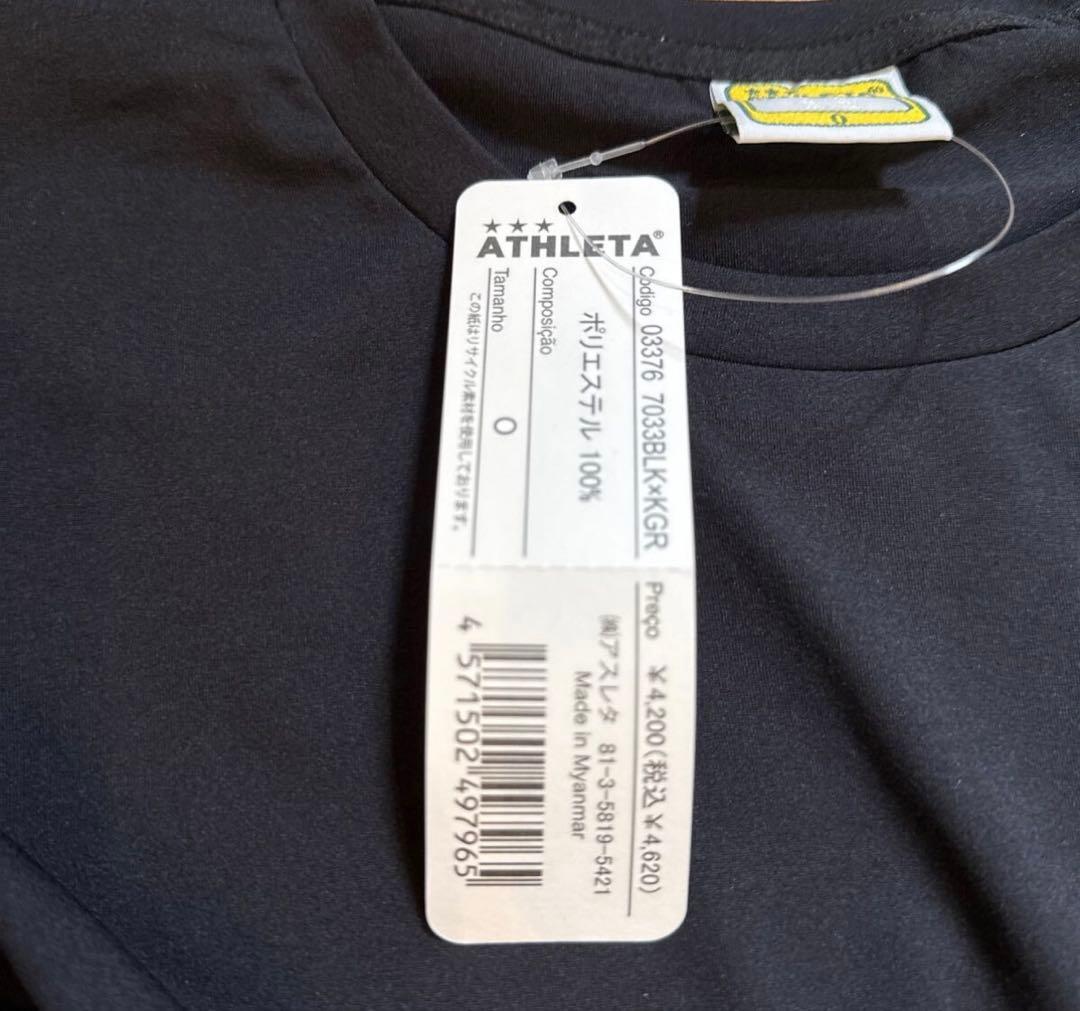 ATHLETA®
Código 03376 7033BLK×KGR
ポリエステル 100%
Composição
Tamanho O
この紙はリサイクル素材を使用しております。
Preço ¥4,200(税込 ¥4,620)
㈱アスレタ 81-3-5819-5421
Made in Myanmar
4 571502 497965
O